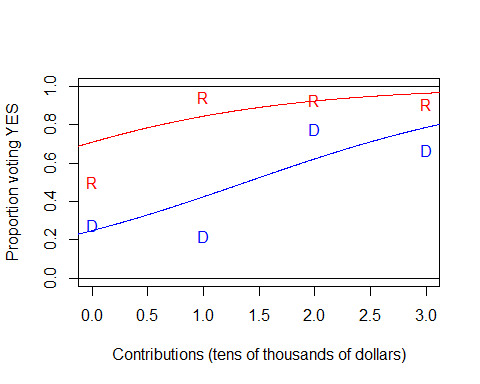 Proportion voting YES
1.0
0.8
0.6
0.4
0.2
0.0
R
R
R
R
D
D
D
D
0.0 0.5 1.0 1.5 2.0 2.5 3.0
Contributions (tens of thousands of dollars)